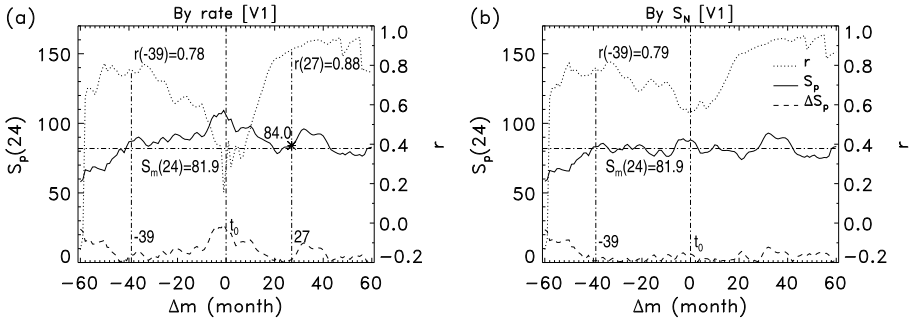 (a)
By rate [V1]
S_p(24)
150
100
50
0
r(-39)=0.78
r(27)=0.88
84.0
S_m(24)=81.9
-39
t_0
27
1.0
0.8
0.6
0.4
0.2
0.0
-0.2
r
-60 -40 -20 0 20 40 60
Δm (month)
(b)
By S_N [V1]
S_p(24)
150
100
50
0
r(-39)=0.79
r
S_p
ΔS_p
S_m(24)=81.9
-39
t_0
1.0
0.8
0.6
0.4
0.2
0.0
-0.2
r
-60 -40 -20 0 20 40 60
Δm (month)